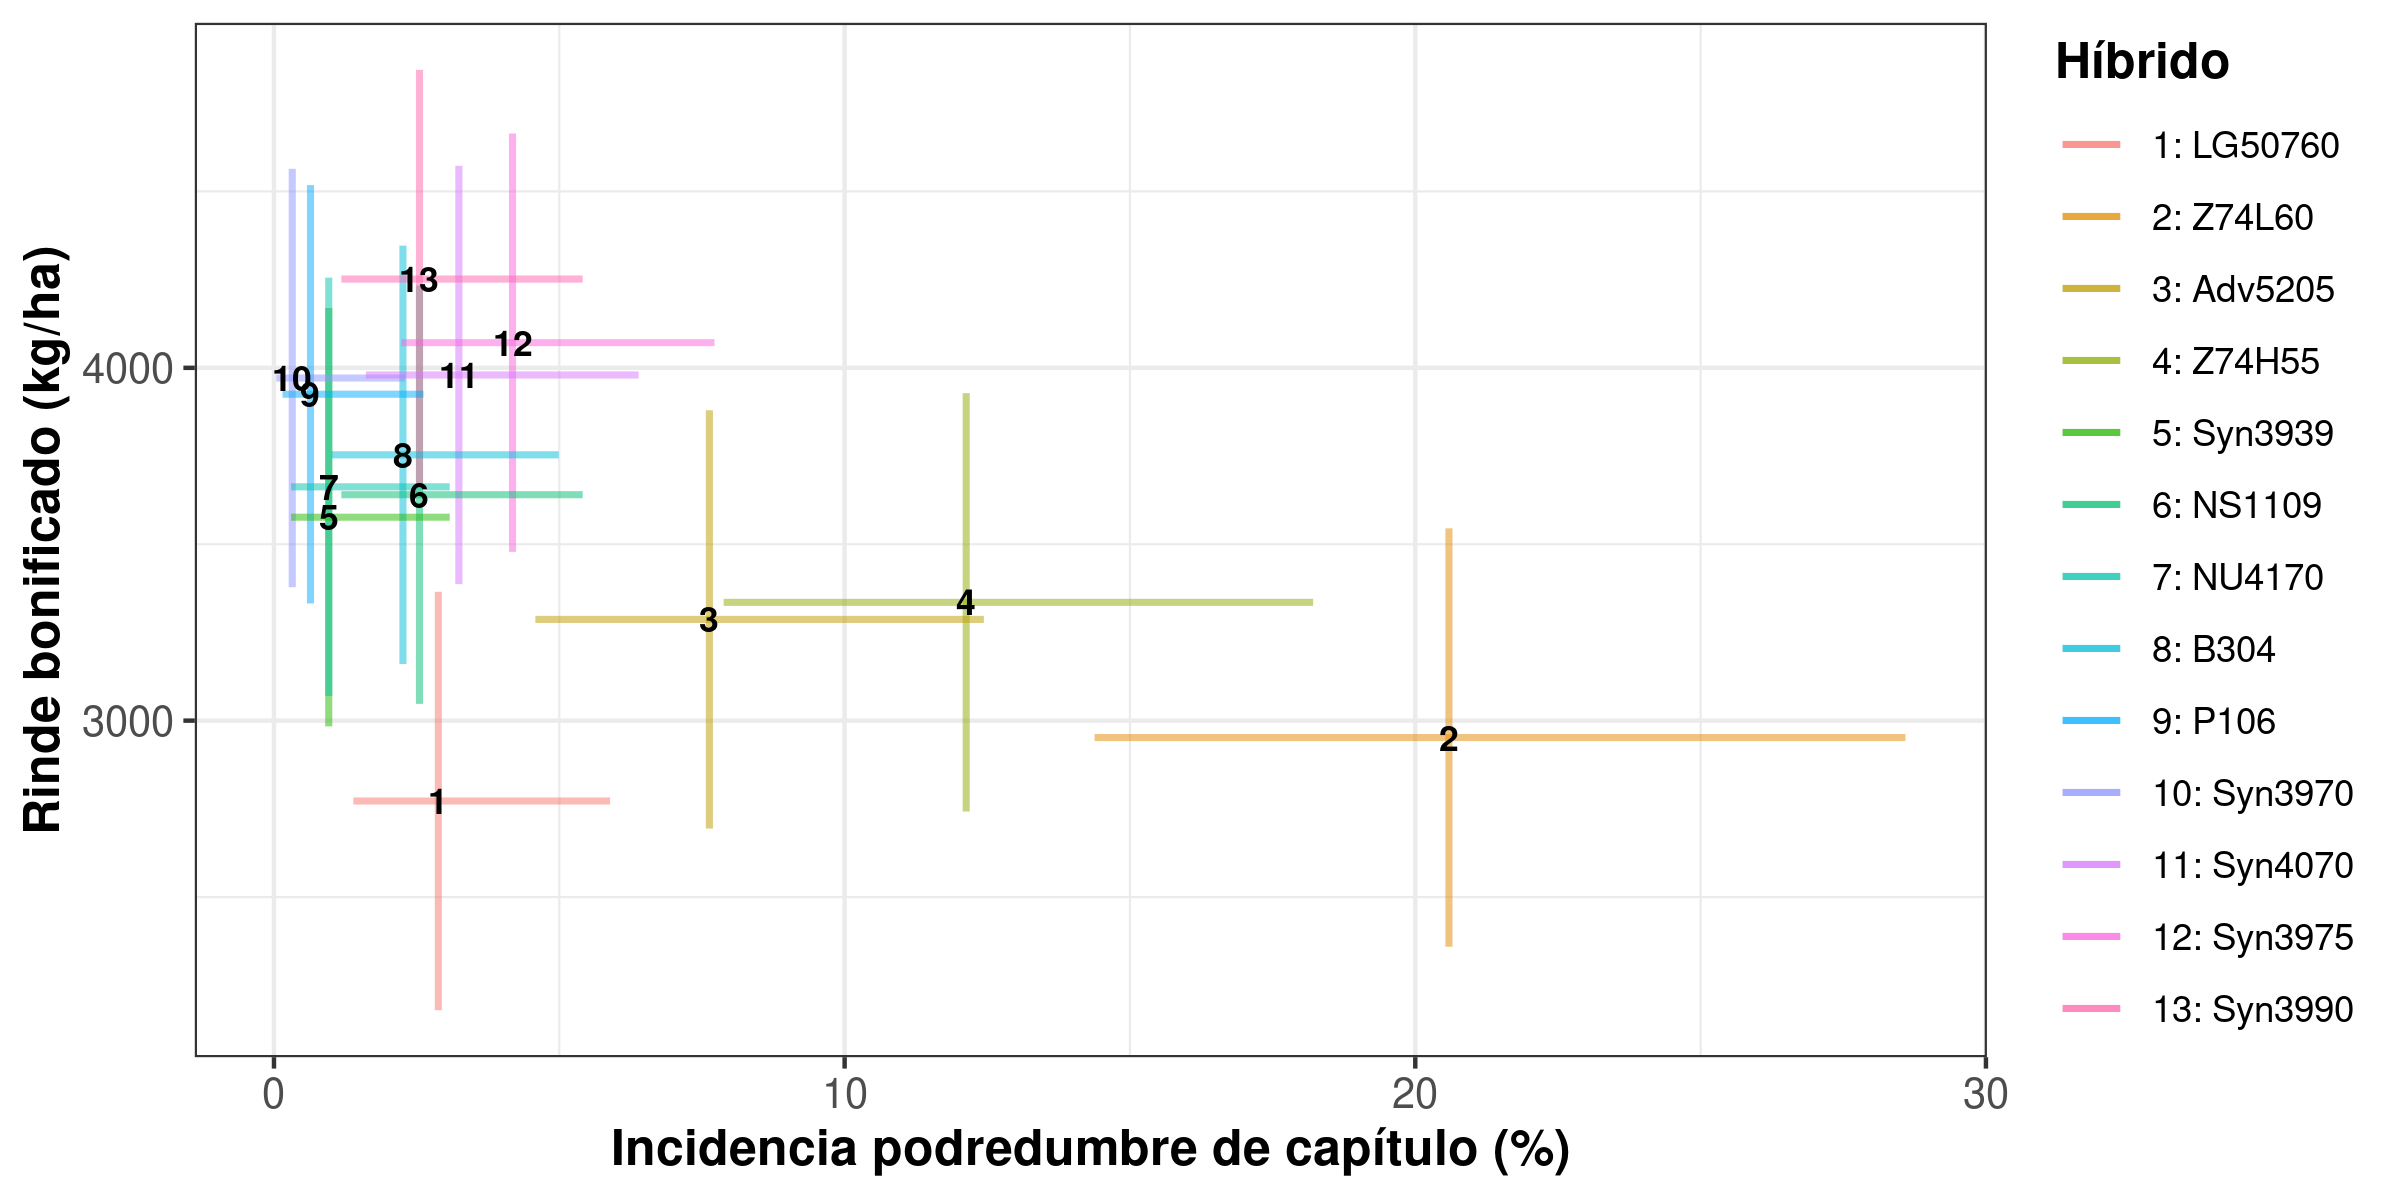 Rinde bonificado (kg/ha)
4000
3000
13
12
11
10
9
8
7
6
5
4
3
2
1
0
10
20
30
Incidencia podredumbre de capítulo (%)
Híbrido
1: LG50760
2: Z74L60
3: Adv5205
4: Z74H55
5: Syn3939
6: NS1109
7: NU4170
8: B304
9: P106
10: Syn3970
11: Syn4070
12: Syn3975
13: Syn3990